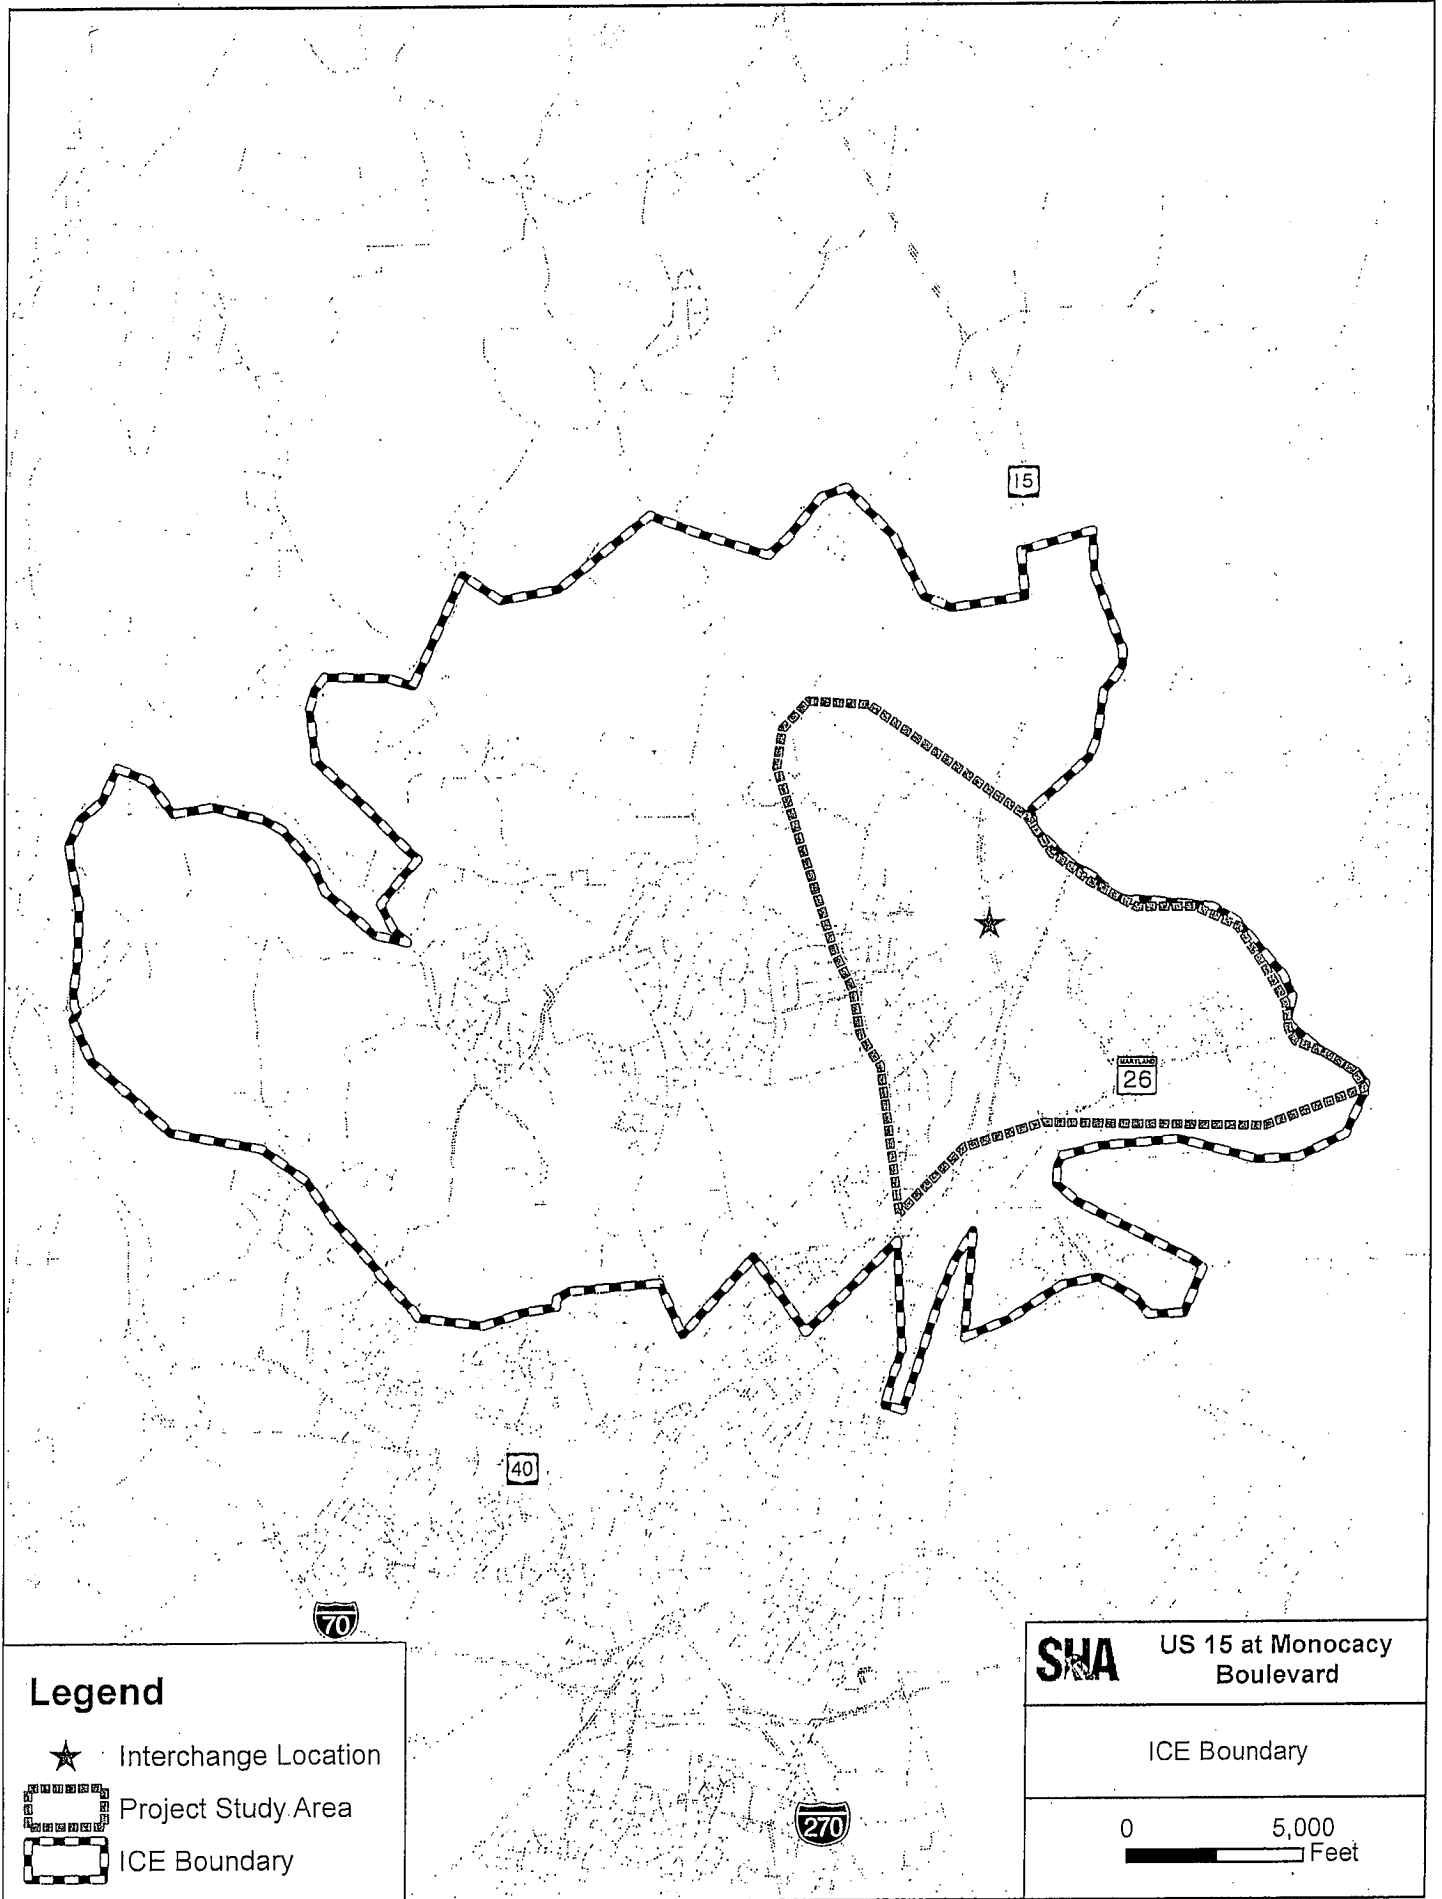 15
MARYLAND
26
40
70
270
Legend
Interchange Location
Project Study Area
ICE Boundary
SHA
US 15 at Monocacy
Boulevard
ICE Boundary
0 5,000
Feet